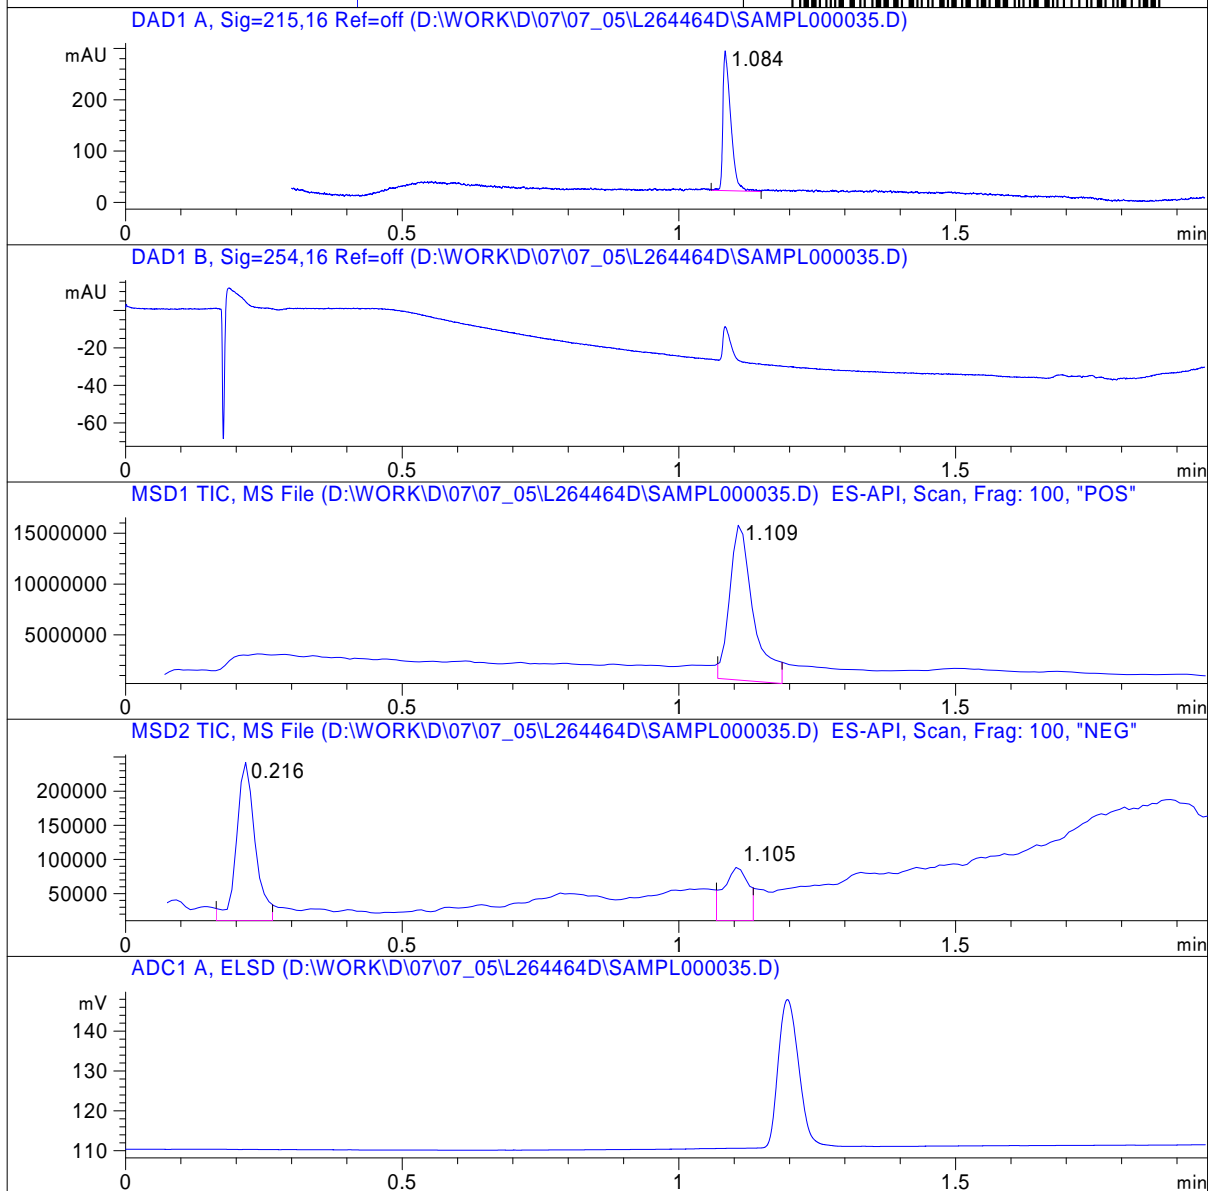 DAD1 A, Sig=215,16 Ref=off (D:\WORK\D\07\07_05\L264464D\SAMPL000035.D)
mAU
1.084
200
100
0
0 0.5 1 1.5 min
DAD1 B, Sig=254,16 Ref=off (D:\WORK\D\07\07_05\L264464D\SAMPL000035.D)
mAU
-20
-40
-60
0 0.5 1 1.5 min
MSD1 TIC, MS File (D:\WORK\D\07\07_05\L264464D\SAMPL000035.D) ES-API, Scan, Frag: 100, "POS"
15000000 1.109
10000000
5000000
0 0.5 1 1.5 min
MSD2 TIC, MS File (D:\WORK\D\07\07_05\L264464D\SAMPL000035.D) ES-API, Scan, Frag: 100, "NEG"
0.216
200000
150000
100000 1.105
50000
0 0.5 1 1.5 min
ADC1 A, ELSD (D:\WORK\D\07\07_05\L264464D\SAMPL000035.D)
mV
140
130
120
110
0 0.5 1 1.5 min